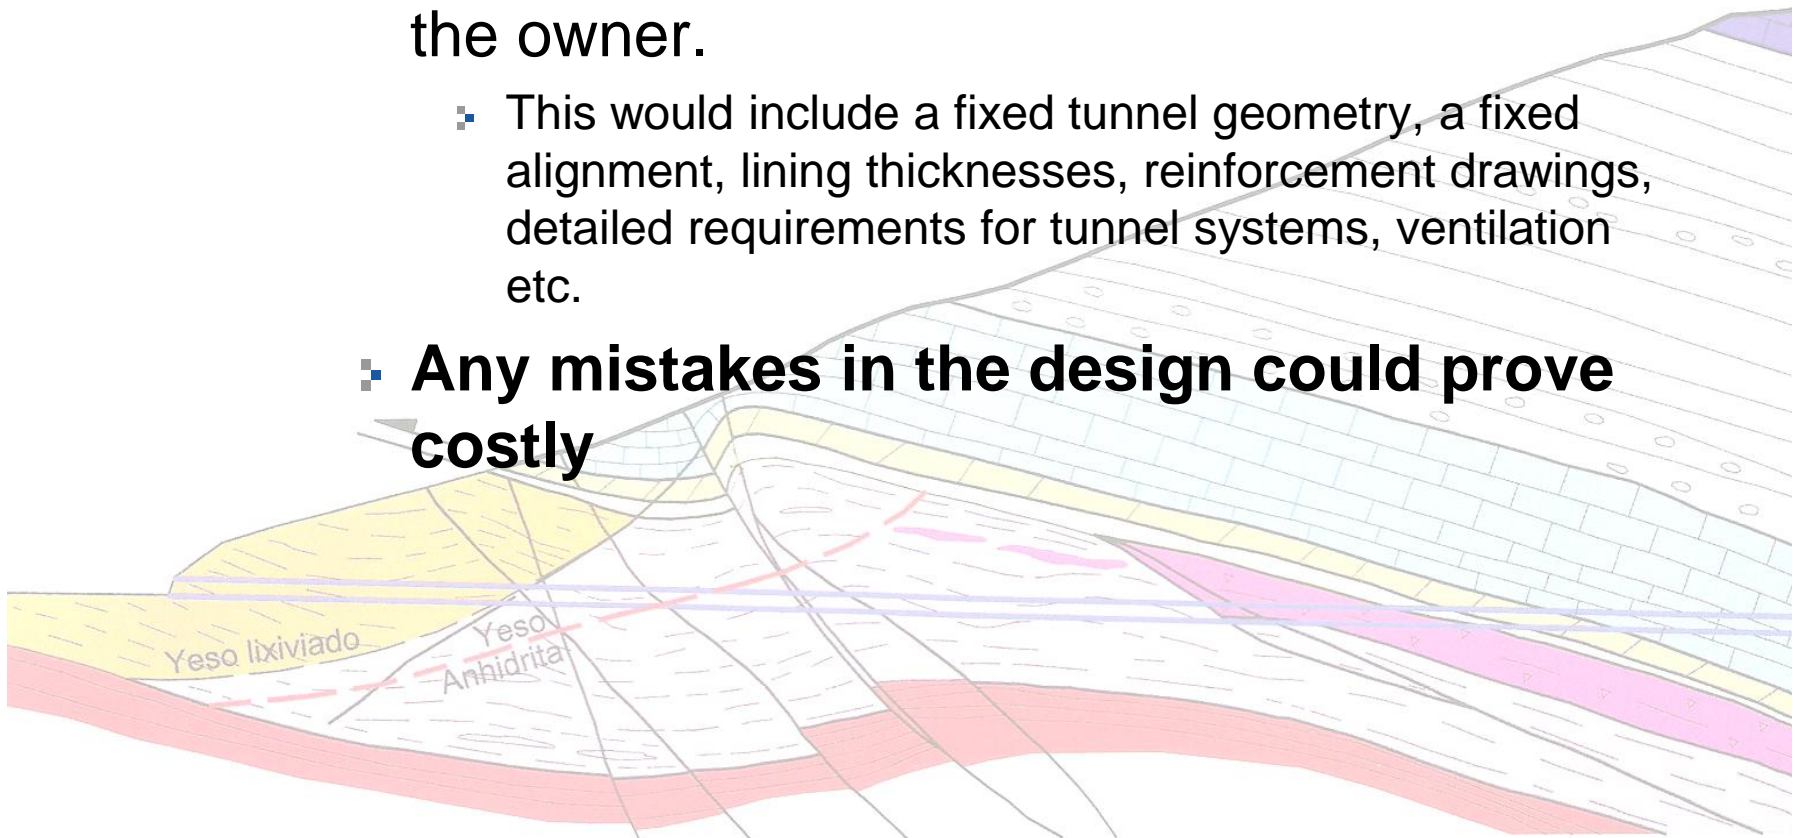 the owner.
This would include a fixed tunnel geometry, a fixed
alignment, lining thicknesses, reinforcement drawings,
detailed requirements for tunnel systems, ventilation
etc.
Any mistakes in the design could prove
costly
Yeso lixiviado
Yeso
Anhidrita